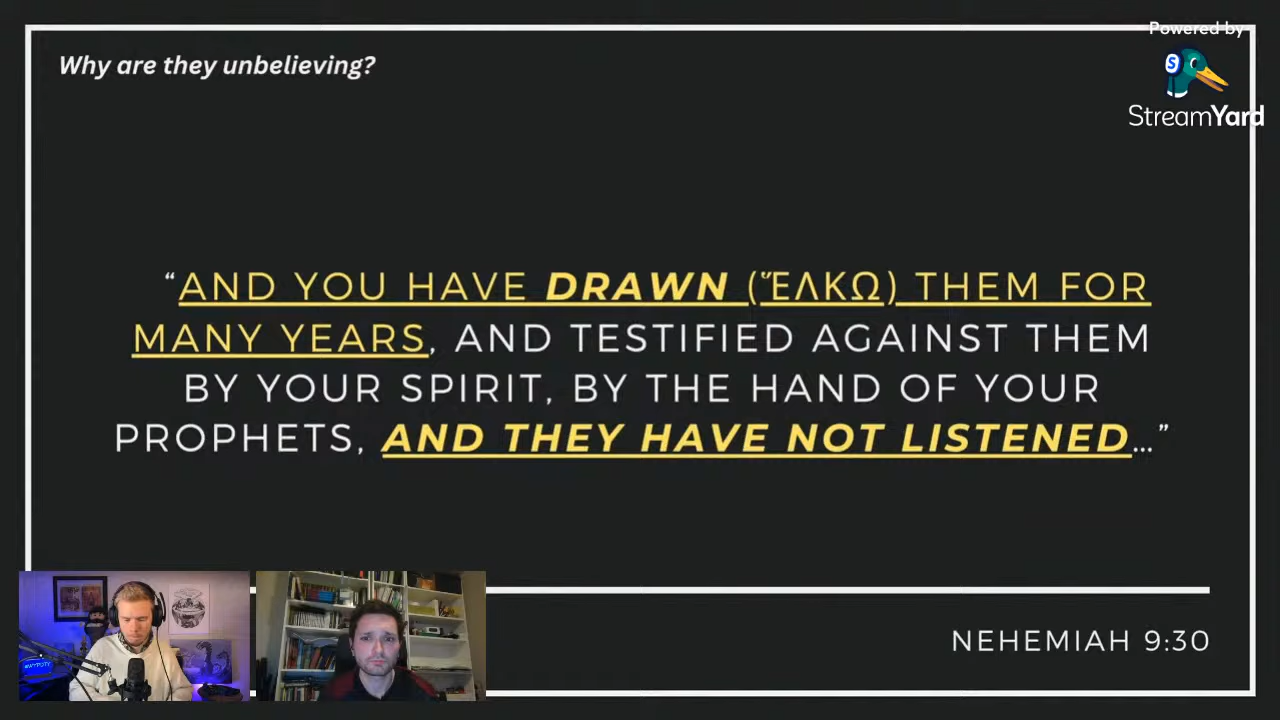 Why are they unbelieving?
Powered by
StreamYard
“AND YOU HAVE DRAWN (ἝΛΚΩ) THEM FOR
MANY YEARS, AND TESTIFIED AGAINST THEM
BY YOUR SPIRIT, BY THE HAND OF YOUR
PROPHETS, AND THEY HAVE NOT LISTENED…”
NEHEMIAH 9:30